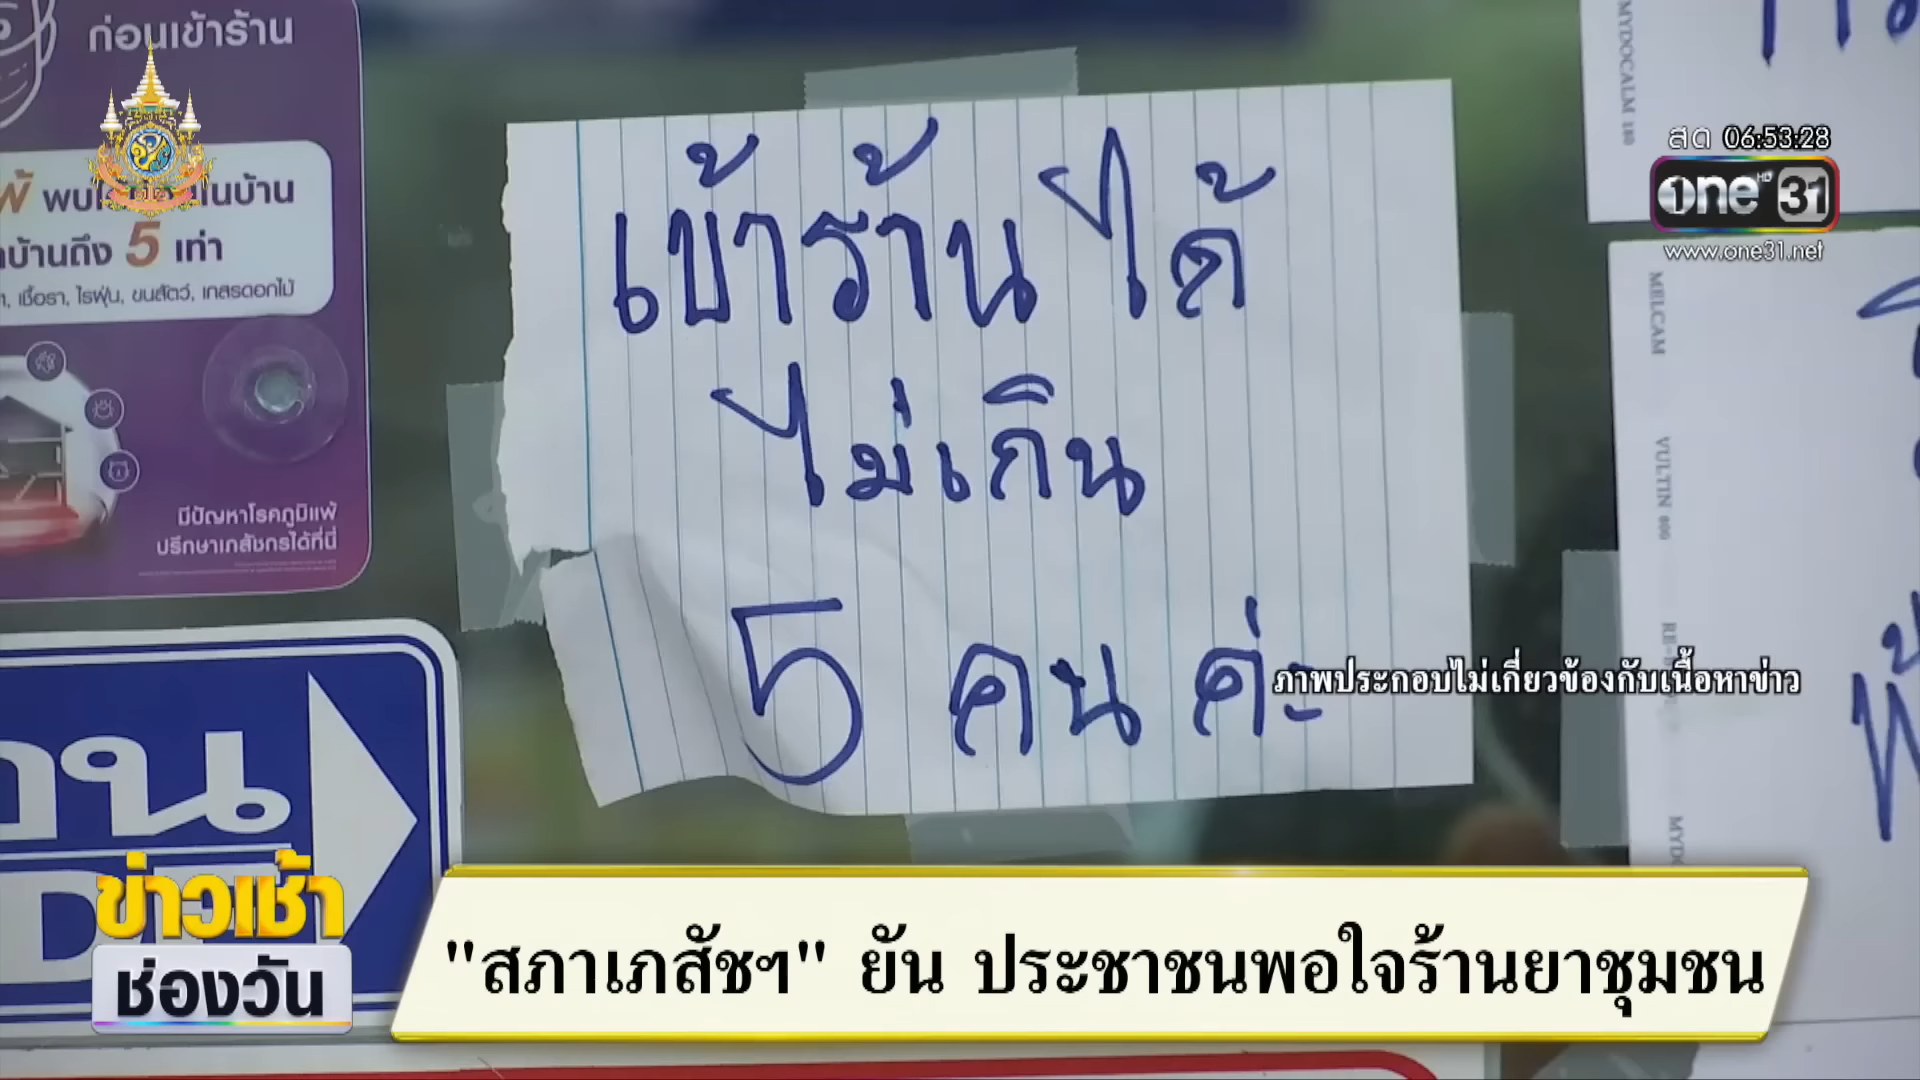 ก่อนเข้าร้าน
บ้านถึง 5 เท่า
เชื้อรา, ไรฝุ่น, ขนสัตว์, เกสรดอกไม้
มีปัญหาโรคภูมิแพ้
ปรึกษาเภสัชกรได้ที่นี่
เข้าร้านได้
ไม่เกิน
5 คน ค่ะ
MYDOCALM 150
MELCAM
VULTIN
สด 06:53:28
one HD 31
www.one31.net
ภาพประกอบไม่เกี่ยวข้องกับเนื้อหาข่าว
ข่าวเช้า
ช่องวัน
"สภาเภสัชฯ" ยัน ประชาชนพอใจร้านยาชุมชน